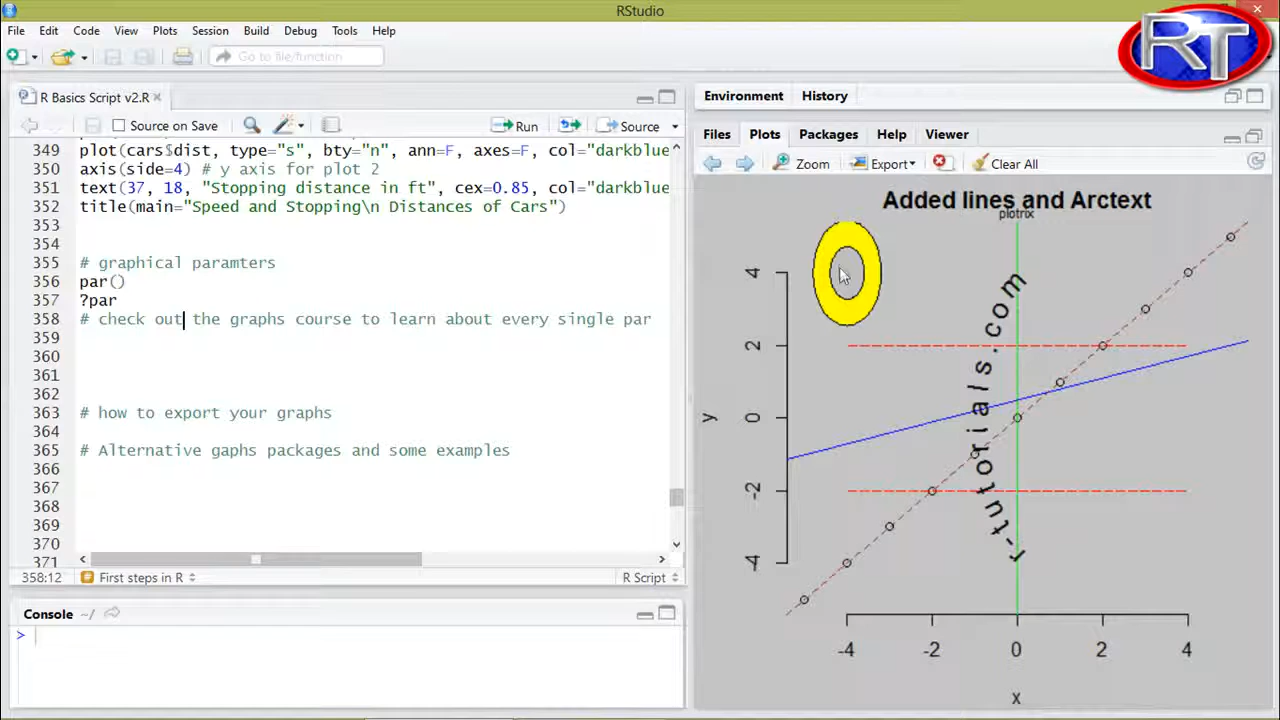 RStudio
File Edit Code View Plots Session Build Debug Tools Help
RT
Go to file/function
R Basics Script v2.R
Source on Save
Run
Source
349 plot(cars$dist, type="s", bty="n", ann=F, axes=F, col="darkblue
350 axis(side=4) # y axis for plot 2
351 text(37, 18, "Stopping distance in ft", cex=0.85, col="darkblue
352 title(main="Speed and Stopping\n Distances of Cars")
353
354
355 # graphical paramters
356 par()
357 ?par
358 # check out the graphs course to learn about every single par
359
360
361
362
363 # how to export your graphs
364
365 # Alternative gaphs packages and some examples
366
367
368
369
370
371
358:12 First steps in R R Script
Console ~/
>
Environment History
Files Plots Packages Help Viewer
Zoom Export Clear All
Added lines and Arctext
plotrix
r-tutorials.com
y
4
2
0
-2
-4
-4 -2 0 2 4
x